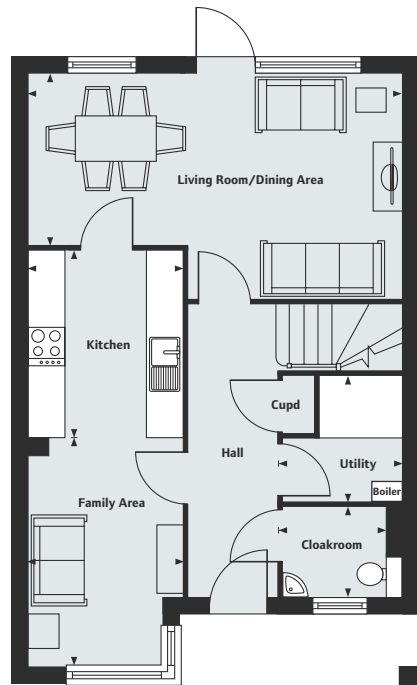 Living Room/Dining Area
Kitchen
Cupd
Hall
Utility
Boiler
Family Area
Cloakroom